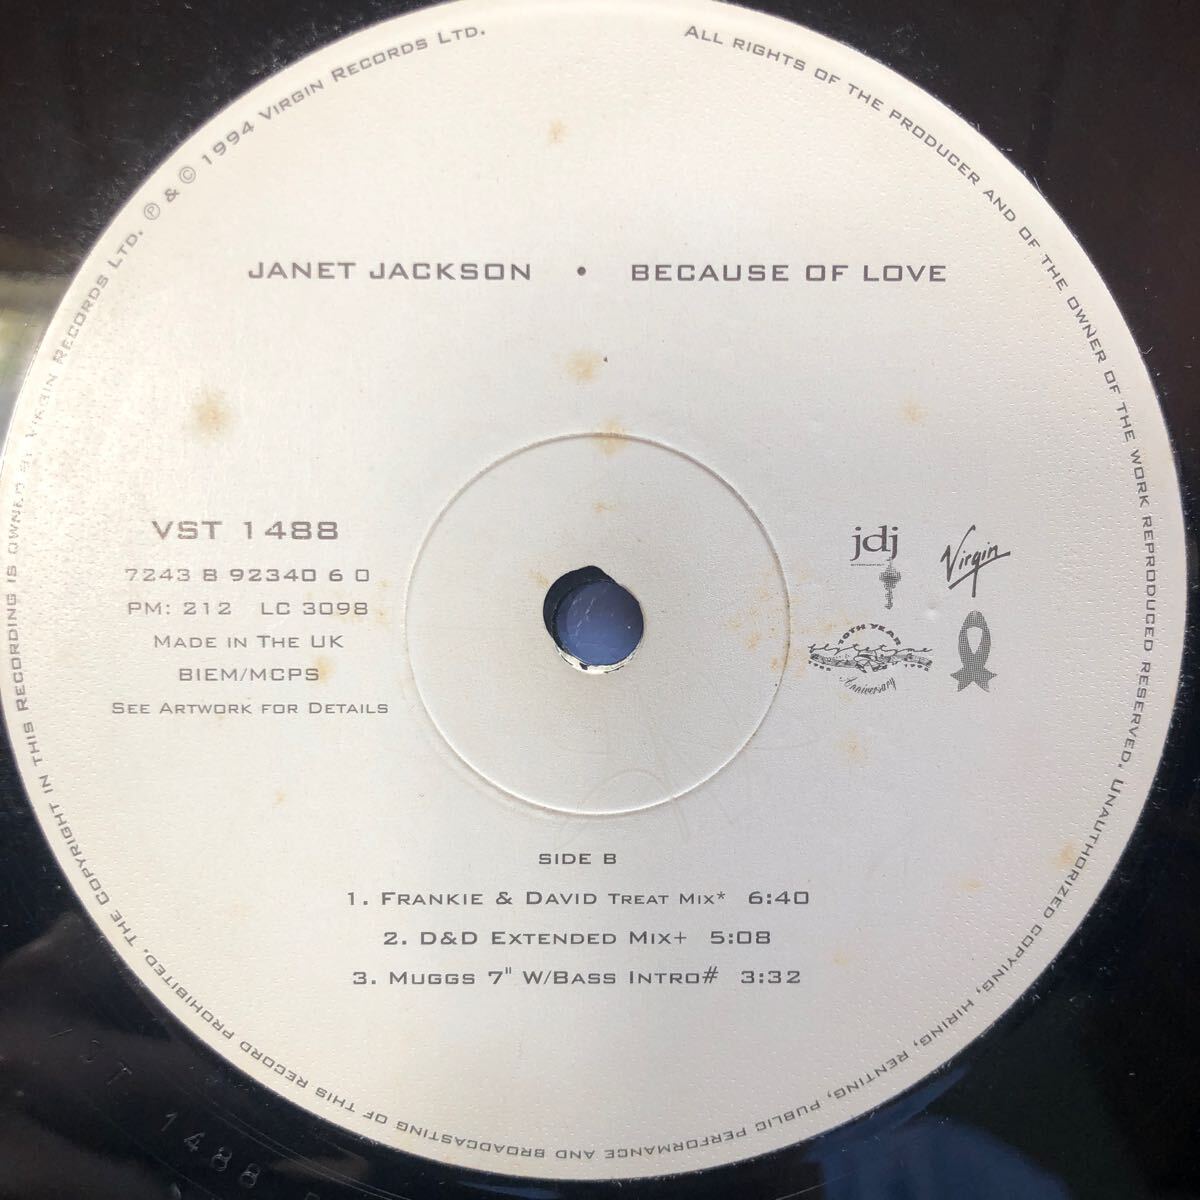 ℗ & © 1994 Virgin Records Ltd.
All rights of the producer and of the owner of the work reproduced reserved. Unauthorized copying, hiring, renting, public performance and broadcasting of this record prohibited. The copyright in this recording is owned by Virgin Records Ltd.
JANET JACKSON • BECAUSE OF LOVE
VST 1488
7243 8 92340 6 0
PM: 212 LC 3098
MADE IN THE UK
BIEM/MCPS
SEE ARTWORK FOR DETAILS
jdj
Virgin
10TH YEAR
Anniversary
SIDE B
1. FRANKIE & DAVID TREAT MIX* 6:40
2. D&D EXTENDED MIX+ 5:08
3. MUGGS 7" W/BASS INTRO# 3:32
ST 1488